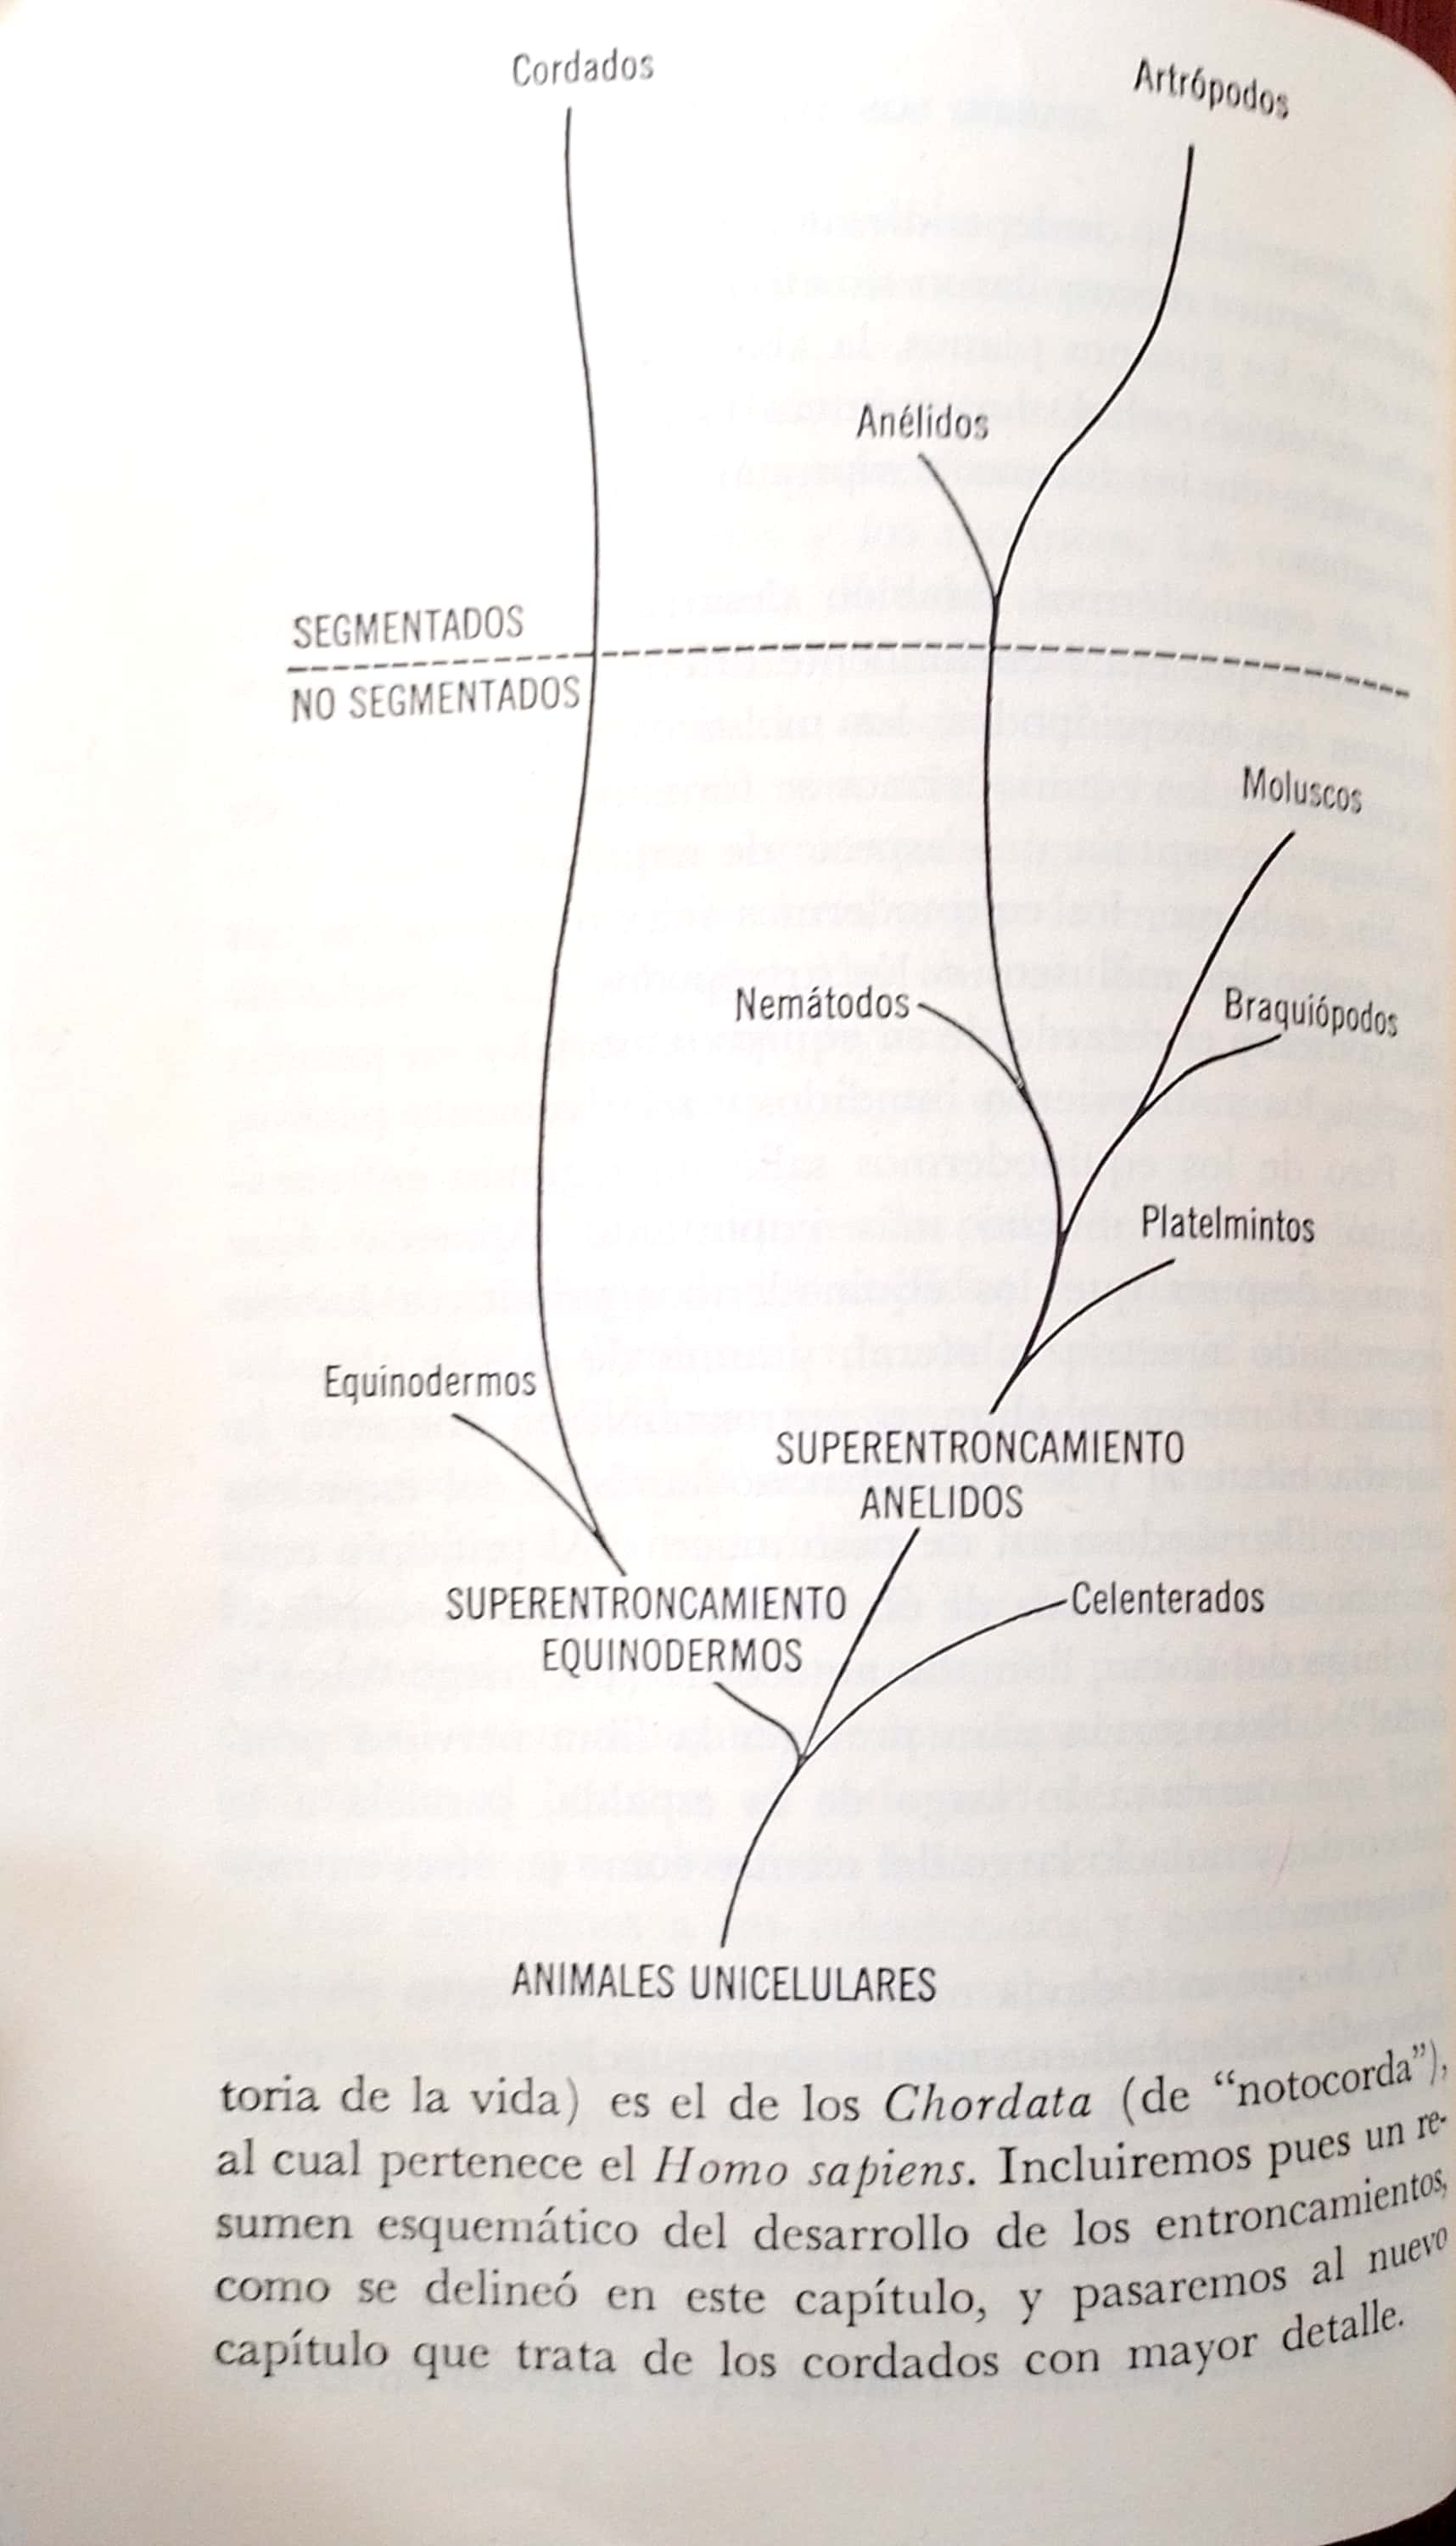 Cordados
Artrópodos
Anélidos
SEGMENTADOS
NO SEGMENTADOS
Moluscos
Nemátodos
Braquiópodos
Platelmintos
Equinodermos
SUPERENTRONCAMIENTO
ANELIDOS
SUPERENTRONCAMIENTO
EQUINODERMOS
Celenterados
ANIMALES UNICELULARES
toria de la vida) es el de los Chordata (de “notocorda”),
al cual pertenece el Homo sapiens. Incluiremos pues un re-
sumen esquemático del desarrollo de los entroncamientos,
como se delineó en este capítulo, y pasaremos al nuevo
capítulo que trata de los cordados con mayor detalle.